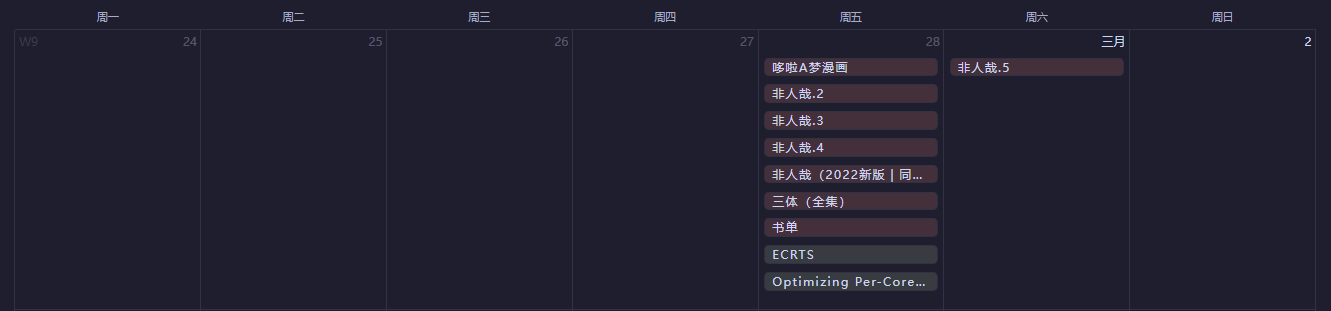 周一 周二 周三 周四 周五 周六 周日
W9 24 25 26 27 28 三月 2
哆啦A梦漫画 非人哉.5
非人哉.2
非人哉.3
非人哉.4
非人哉（2022新版 | 同...
三体（全集）
书单
ECRTS
Optimizing Per-Core...